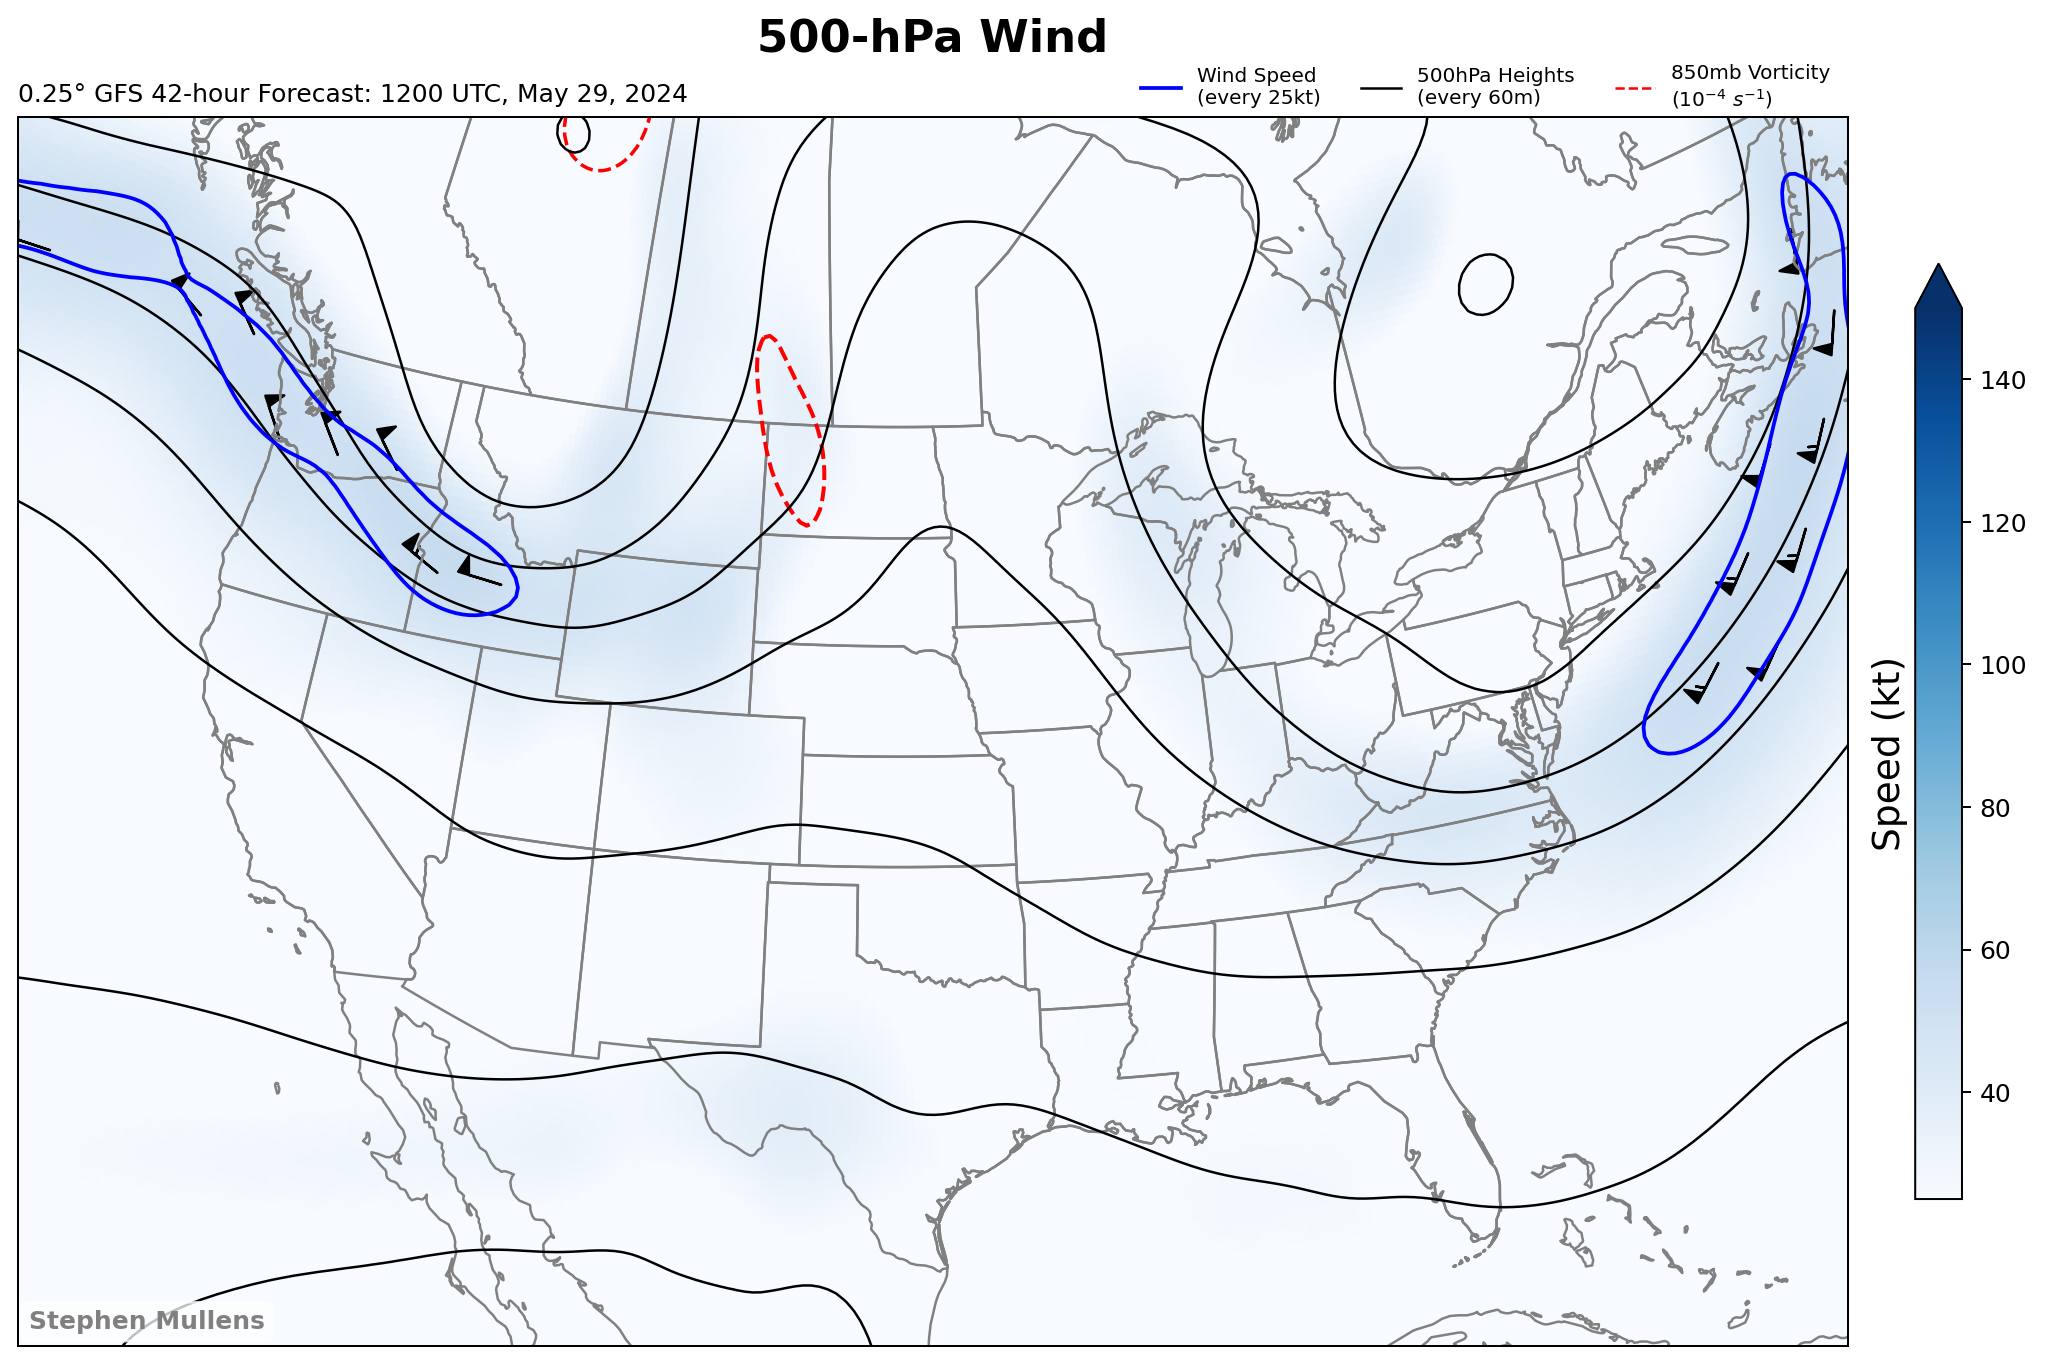 500-hPa Wind
0.25° GFS 42-hour Forecast: 1200 UTC, May 29, 2024
Wind Speed
(every 25kt)
500hPa Heights
(every 60m)
850mb Vorticity
(10⁻⁴ s⁻¹)
140
120
100
80
60
40
Speed (kt)
Stephen Mullens